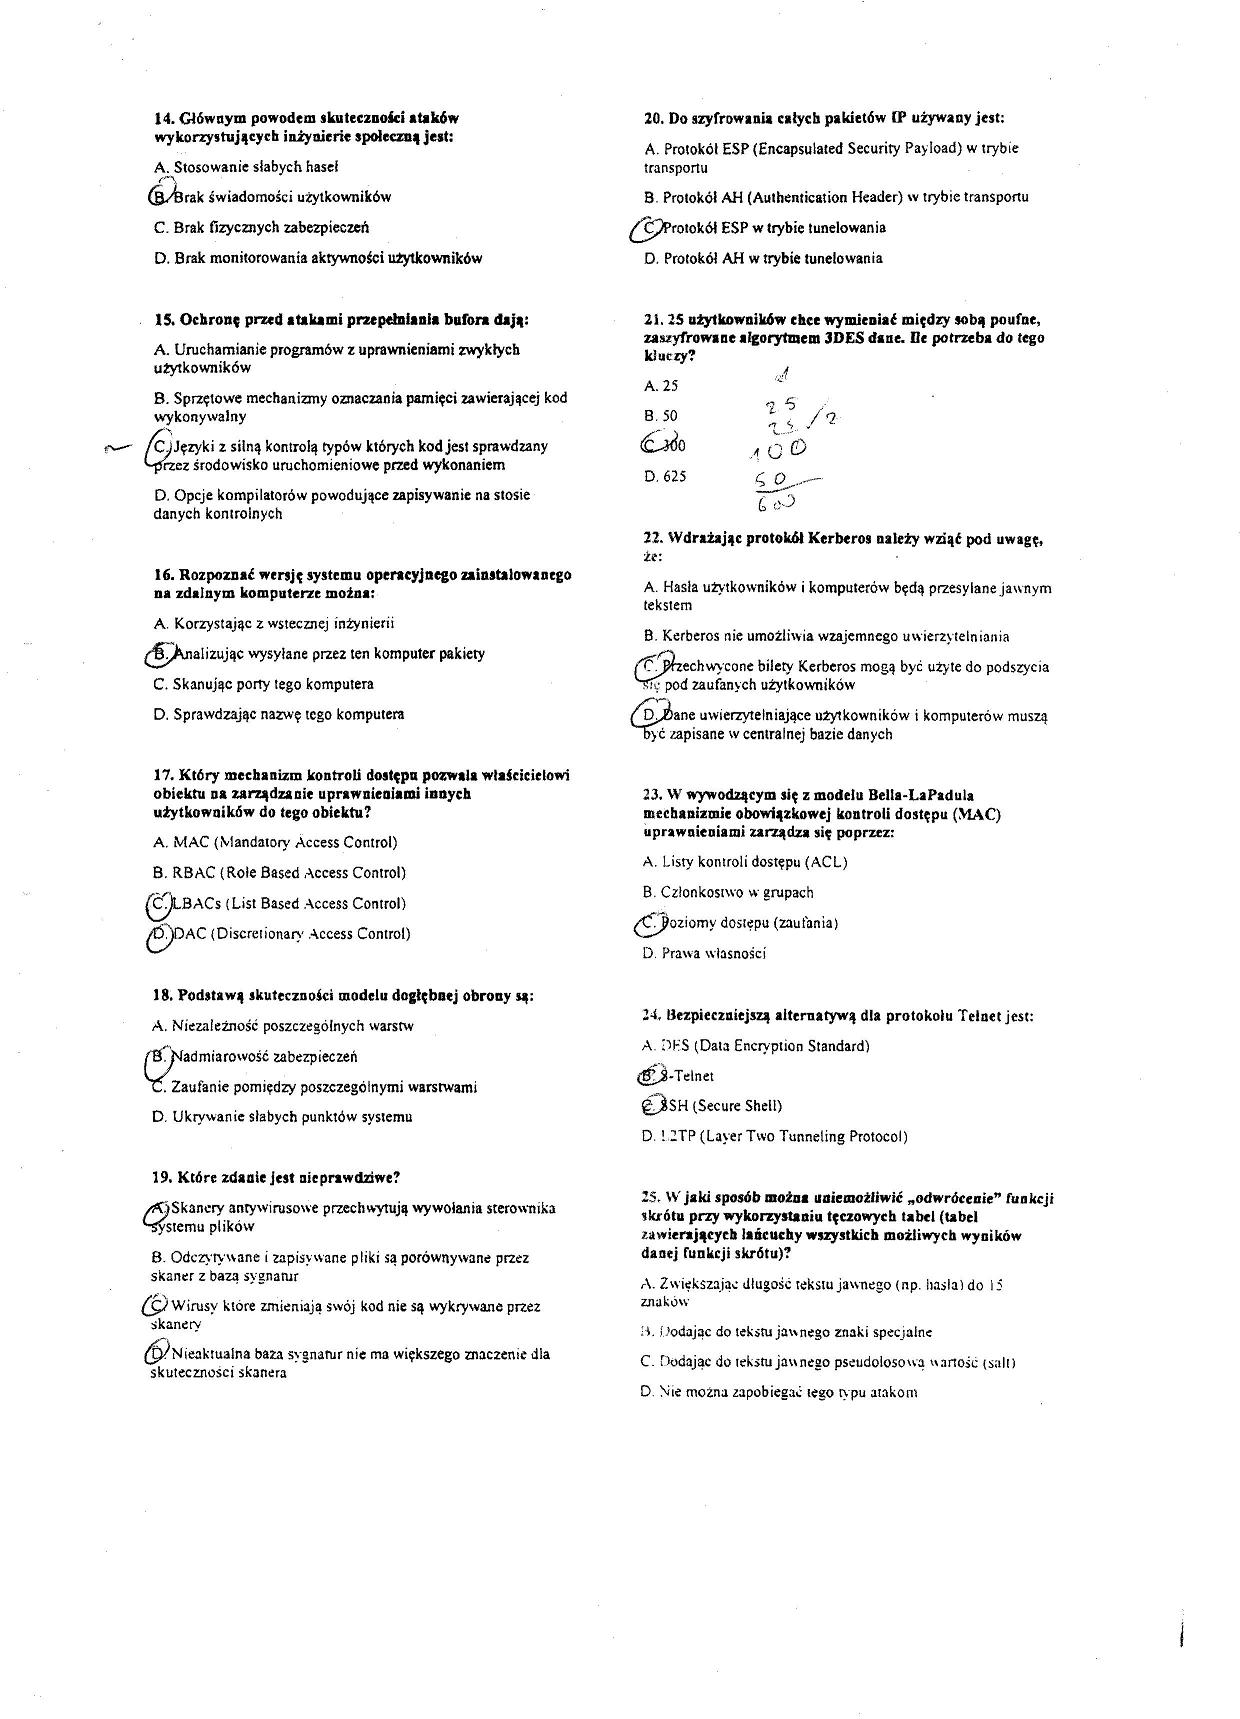 14. Głównym powodem skuteczności ataków
wykorzystujących inżynierię społeczną jest:
A. Stosowanie słabych haseł
B. Brak świadomości użytkowników
C. Brak fizycznych zabezpieczeń
D. Brak monitorowania aktywności użytkowników
15. Ochronę przed atakami przepełniania bufora dają:
A. Uruchamianie programów z uprawnieniami zwykłych
użytkowników
B. Sprzętowe mechanizmy oznaczania pamięci zawierającej kod
wykonywalny
C. Języki z silną kontrolą typów których kod jest sprawdzany
przez środowisko uruchomieniowe przed wykonaniem
D. Opcje kompilatorów powodujące zapisywanie na stosie
danych kontrolnych
16. Rozpoznać wersję systemu operacyjnego zainstalowanego
na zdalnym komputerze można:
A. Korzystając z wstecznej inżynierii
B. Analizując wysyłane przez ten komputer pakiety
C. Skanując porty tego komputera
D. Sprawdzając nazwę tego komputera
17. Który mechanizm kontroli dostępu pozwala właścicielowi
obiektu na zarządzanie uprawnieniami innych
użytkowników do tego obiektu?
A. MAC (Mandatory Access Control)
B. RBAC (Role Based Access Control)
C. LBACs (List Based Access Control)
D. DAC (Discretionary Access Control)
18. Podstawą skuteczności modelu dogłębnej obrony są:
A. Niezależność poszczególnych warstw
B. Nadmiarowość zabezpieczeń
C. Zaufanie pomiędzy poszczególnymi warstwami
D. Ukrywanie słabych punktów systemu
19. Które zdanie jest nieprawdziwe?
A. Skanery antywirusowe przechwytują wywołania sterownika
systemu plików
B. Odczytywane i zapisywane pliki są porównywane przez
skaner z bazą sygnatur
C. Wirusy które zmieniają swój kod nie są wykrywane przez
skanery
D. Nieaktualna baza sygnatur nie ma większego znaczenie dla
skuteczności skanera
20. Do szyfrowania całych pakietów IP używany jest:
A. Protokół ESP (Encapsulated Security Payload) w trybie
transportu
B. Protokół AH (Authentication Header) w trybie transportu
C. Protokół ESP w trybie tunelowania
D. Protokół AH w trybie tunelowania
21. 25 użytkowników chce wymieniać między sobą poufne,
zaszyfrowane algorytmem 3DES dane. Ile potrzeba do tego
kluczy?
A. 25
B. 50
C. 300
D. 625
25
/2
100
50
600
22. Wdrażając protokół Kerberos należy wziąć pod uwagę,
że:
A. Hasła użytkowników i komputerów będą przesyłane jawnym
tekstem
B. Kerberos nie umożliwia wzajemnego uwierzytelniania
C. Przechwycone bilety Kerberos mogą być użyte do podszycia
się pod zaufanych użytkowników
D. Dane uwierzytelniające użytkowników i komputerów muszą
być zapisane w centralnej bazie danych
23. W wywodzącym się z modelu Bella-LaPadula
mechanizmie obowiązkowej kontroli dostępu (MAC)
uprawnieniami zarządza się poprzez:
A. Listy kontroli dostępu (ACL)
B. Członkostwo w grupach
C. Poziomy dostępu (zaufania)
D. Prawa własności
24. Bezpieczniejszą alternatywą dla protokołu Telnet jest:
A. DES (Data Encryption Standard)
B. S-Telnet
C. SSH (Secure Shell)
D. L2TP (Layer Two Tunneling Protocol)
25. W jaki sposób można uniemożliwić „odwrócenie” funkcji
skrótu przy wykorzystaniu tęczowych tabel (tabel
zawierających łańcuchy wszystkich możliwych wyników
danej funkcji skrótu)?
A. Zwiększając długość tekstu jawnego (np. hasła) do 15
znaków
B. Dodając do tekstu jawnego znaki specjalne
C. Dodając do tekstu jawnego pseudolosową wartość (salt)
D. Nie można zapobiegać tego typu atakom